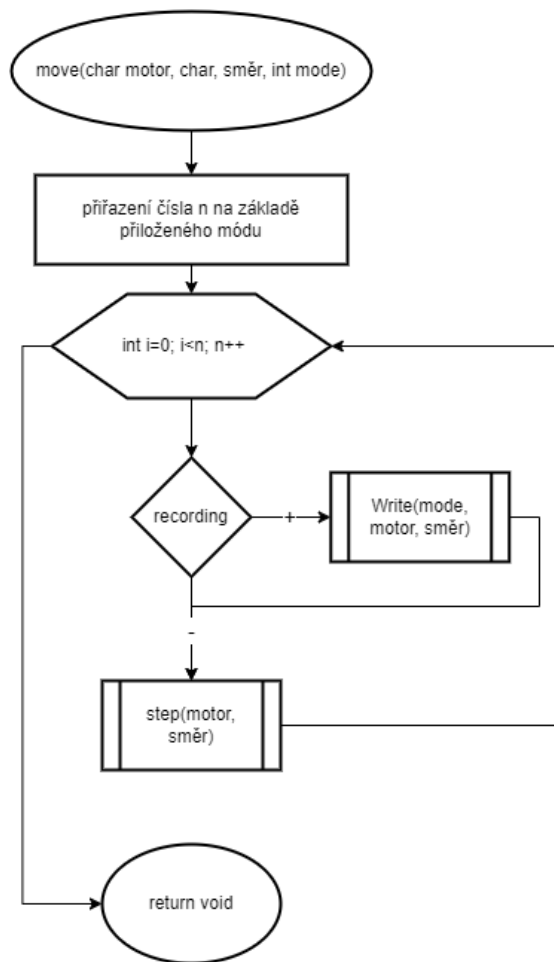 move(char motor, char, směr, int mode)
přiřazení čísla n na základě
přiloženého módu
int i=0; i<n; n++
recording
+
Write(mode,
motor, směr)
-
step(motor,
směr)
return void